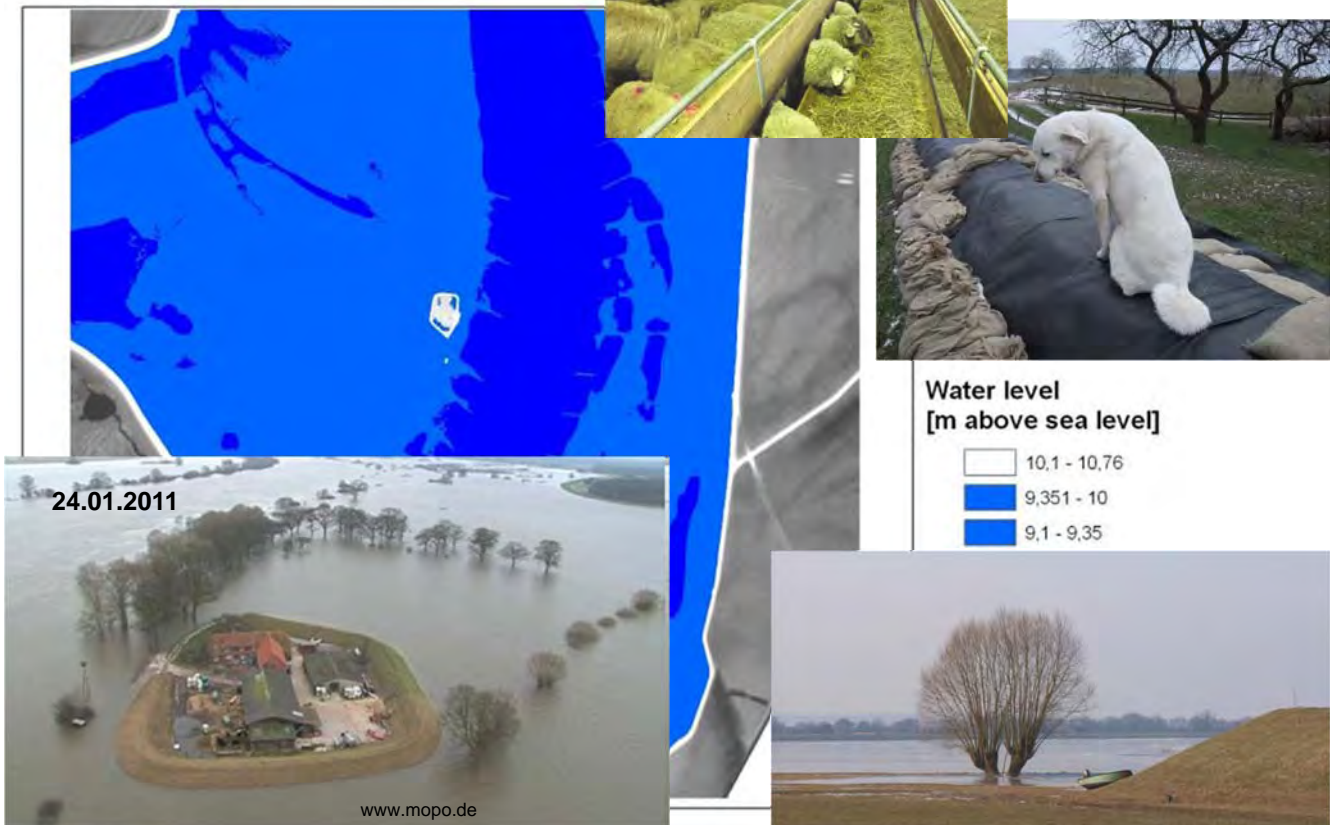 Water level
[m above sea level]
10,1 - 10,76
9,351 - 10
9,1 - 9,35
24.01.2011
www.mopo.de